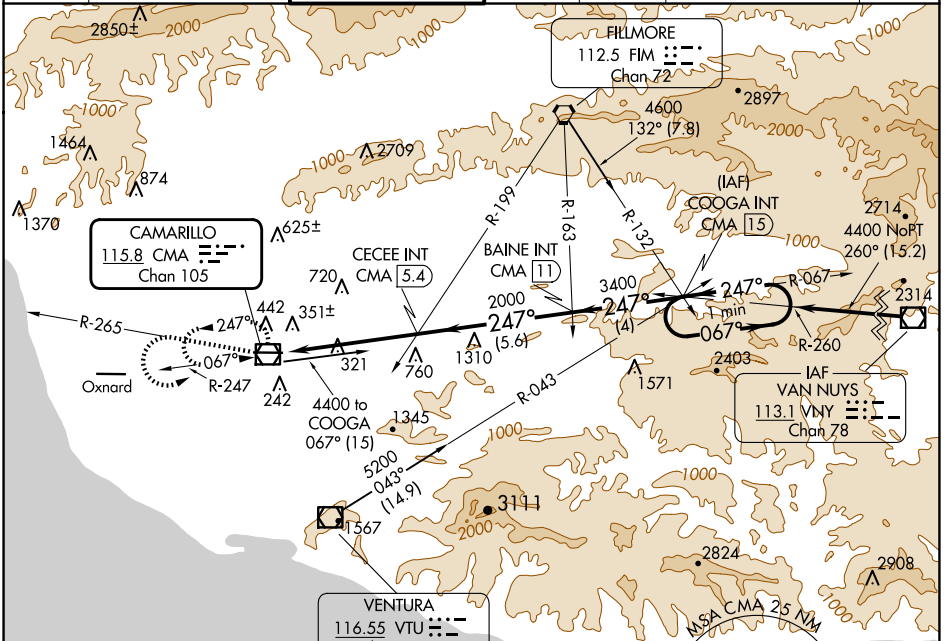 2850±
2000
1000
FILLMORE
112.5 FIM
Chan 72
1000
1000
2897
4600
132° (7.8)
2000
1464
1000
2709
874
1370
R-199
R-163
R-132
(IAF)
COOGA INT
CMA 15
2714
4400 NoPT
260° (15.2)
CAMARILLO
115.8 CMA
Chan 105
625±
CECEE INT
CMA 5.4
BAINE INT
CMA 11
1000
720
3400
R-067
2314
R-265
247°
442
351±
2000
247°
(5.6)
247°
(4)
247°
1 min
067°
R-260
067°
R-247
321
760
1310
2403
1571
Oxnard
242
4400 to
COOGA
067° (15)
1345
R-043
IAF
VAN NUYS
113.1 VNY
Chan 78
1000
5200
043°
(14.9)
1000
3111
1567
2000
2824
2908
VENTURA
116.55 VTU
MSA CMA 25 NM